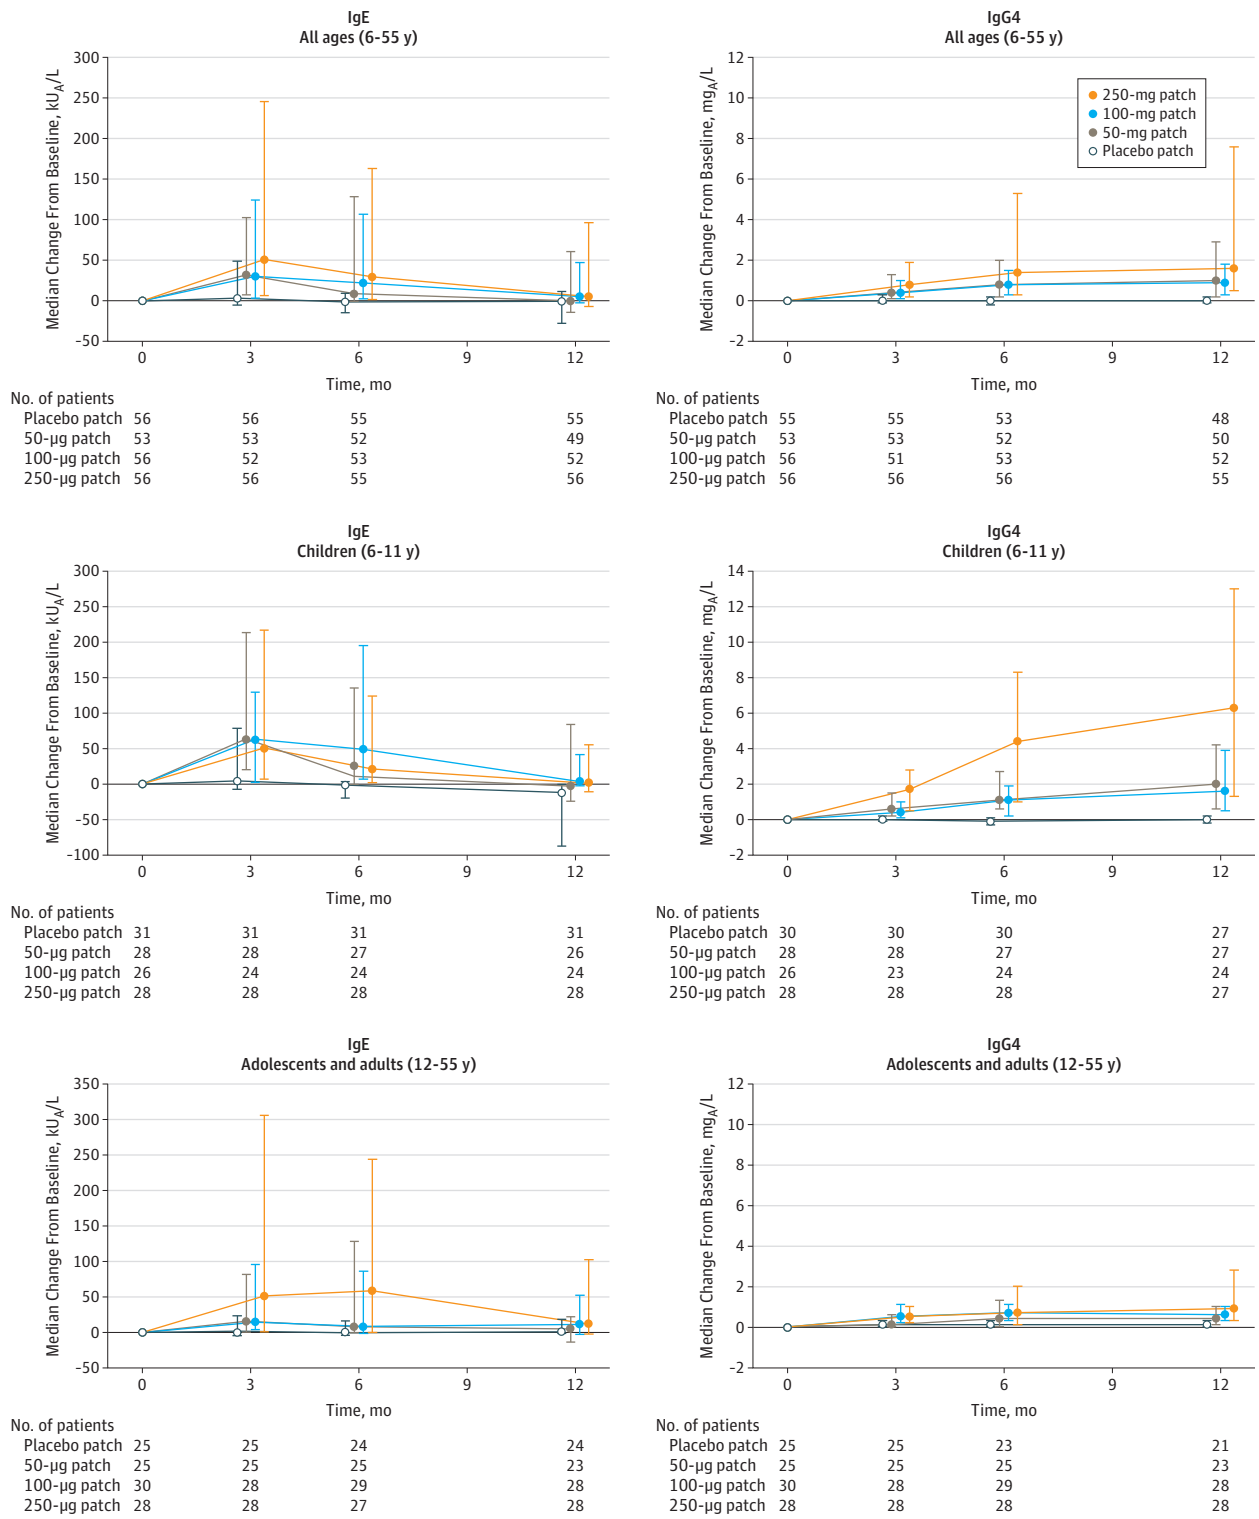 IgE
All ages (6-55 y)
Median Change From Baseline, kUA/L
300
250
200
150
100
50
0
-50
0 3 6 9 12
Time, mo
No. of patients
Placebo patch 56 56 55 55
50-µg patch 53 53 52 49
100-µg patch 56 52 53 52
250-µg patch 56 56 55 56
IgG4
All ages (6-55 y)
Median Change From Baseline, mgA/L
12
10
8
6
4
2
0
-2
250-mg patch
100-mg patch
50-mg patch
Placebo patch
0 3 6 9 12
Time, mo
No. of patients
Placebo patch 55 55 53 48
50-µg patch 53 53 52 50
100-µg patch 56 51 53 52
250-µg patch 56 56 56 55
IgE
Children (6-11 y)
Median Change From Baseline, kUA/L
300
250
200
150
100
50
0
-50
-100
0 3 6 9 12
Time, mo
No. of patients
Placebo patch 31 31 31 31
50-µg patch 28 28 27 26
100-µg patch 26 24 24 24
250-µg patch 28 28 28 28
IgG4
Children (6-11 y)
Median Change From Baseline, mgA/L
14
12
10
8
6
4
2
0
-2
0 3 6 9 12
Time, mo
No. of patients
Placebo patch 30 30 30 27
50-µg patch 28 28 27 27
100-µg patch 26 23 24 24
250-µg patch 28 28 28 27
IgE
Adolescents and adults (12-55 y)
Median Change From Baseline, kUA/L
350
300
250
200
150
100
50
0
-50
0 3 6 9 12
Time, mo
No. of patients
Placebo patch 25 25 24 24
50-µg patch 25 25 25 23
100-µg patch 30 28 29 28
250-µg patch 28 28 27 28
IgG4
Adolescents and adults (12-55 y)
Median Change From Baseline, mgA/L
12
10
8
6
4
2
0
-2
0 3 6 9 12
Time, mo
No. of patients
Placebo patch 25 25 23 21
50-µg patch 25 25 25 23
100-µg patch 30 28 29 28
250-µg patch 28 28 28 28